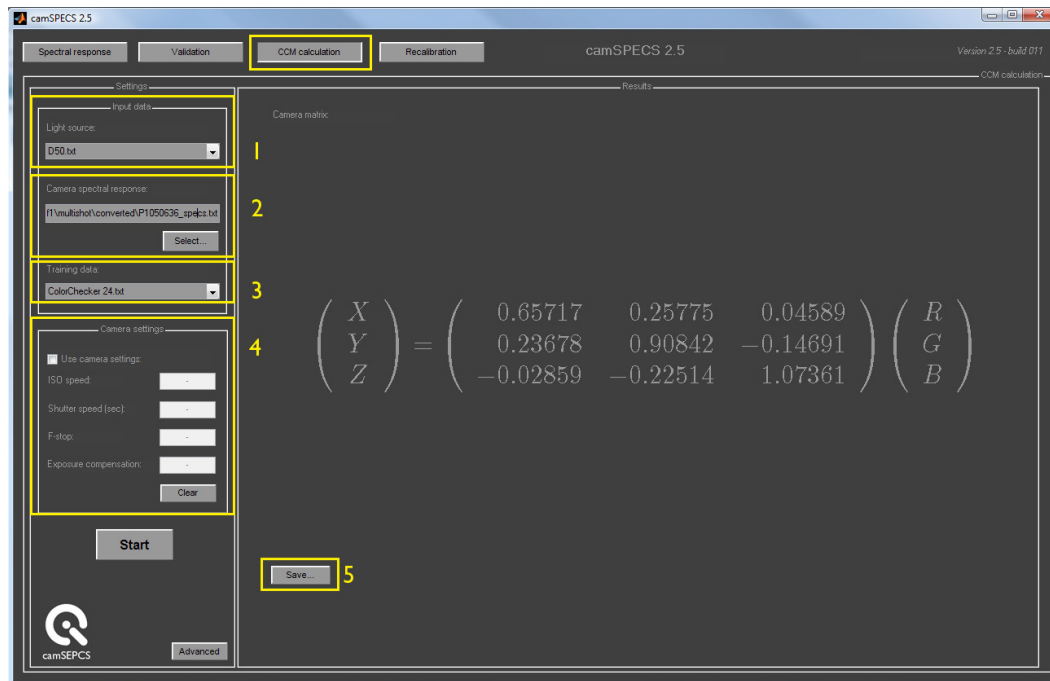 camSPECS 2.5
Spectral response
Validation
CCM calculation
Recalibration
camSPECS 2.5
Version 2.5 - build 011
CCM calculation
Settings
Results
Input data
Camera matrix:
Light source:
D50.txt
1
Camera spectral response:
f1\multishot\converted\P1050636_specs.txt
2
Select...
Training data:
ColorChecker 24.txt
3
Camera settings
4
Use camera settings:
ISO speed: -
Shutter speed (sec): -
F-stop: -
Exposure compensation: -
Clear
( X ) = ( 0.65717 0.25775 0.04589 ) ( R )
( Y ) = ( 0.23678 0.90842 −0.14691 ) ( G )
( Z ) = ( −0.02859 −0.22514 1.07361 ) ( B )
Start
Save...
5
camSEPCS
Advanced